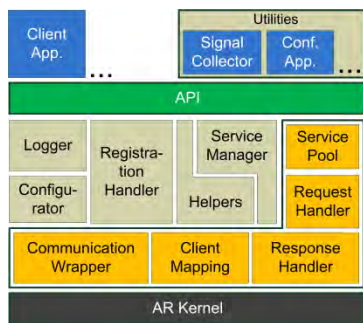 Client
App.
...
Utilities
Signal
Collector
Conf.
App.
...
API
Logger
Configu-
rator
Registra-
tion
Handler
Service
Manager
Helpers
Service
Pool
Request
Handler
Communication
Wrapper
Client
Mapping
Response
Handler
AR Kernel